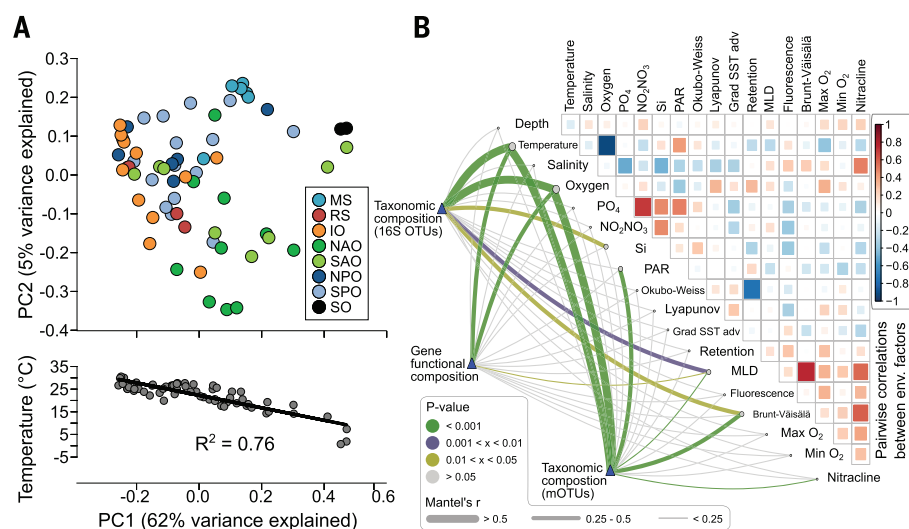 A
B
PC2 (5% variance explained)
0.3
0.2
0.1
0.0
-0.1
-0.2
-0.3
-0.4
MS
RS
IO
NAO
SAO
NPO
SPO
SO
Temperature (°C)
35
25
15
5
-5
R² = 0.76
-0.2
0.0
0.2
0.4
0.6
PC1 (62% variance explained)
Temperature
Salinity
Oxygen
PO₄
NO₂NO₃
Si
PAR
Okubo-Weiss
Lyapunov
Grad SST adv
Retention
MLD
Fluorescence
Brunt-Väisälä
Max O₂
Min O₂
Nitracline
Depth
Temperature
Salinity
Oxygen
PO₄
NO₂NO₃
Si
PAR
Okubo-Weiss
Lyapunov
Grad SST adv
Retention
MLD
Fluorescence
Brunt-Väisälä
Max O₂
Min O₂
Nitracline
Taxonomic
composition
(16S OTUs)
Gene
functional
composition
Taxonomic
compostion
(mOTUs)
P-value
< 0.001
0.001 < x < 0.01
0.01 < x < 0.05
> 0.05
Mantel's r
> 0.5
0.25 - 0.5
< 0.25
1
0.8
0.6
0.4
0.2
0
-0.2
-0.4
-0.6
-0.8
-1
Pairwise correlations
between env. factors